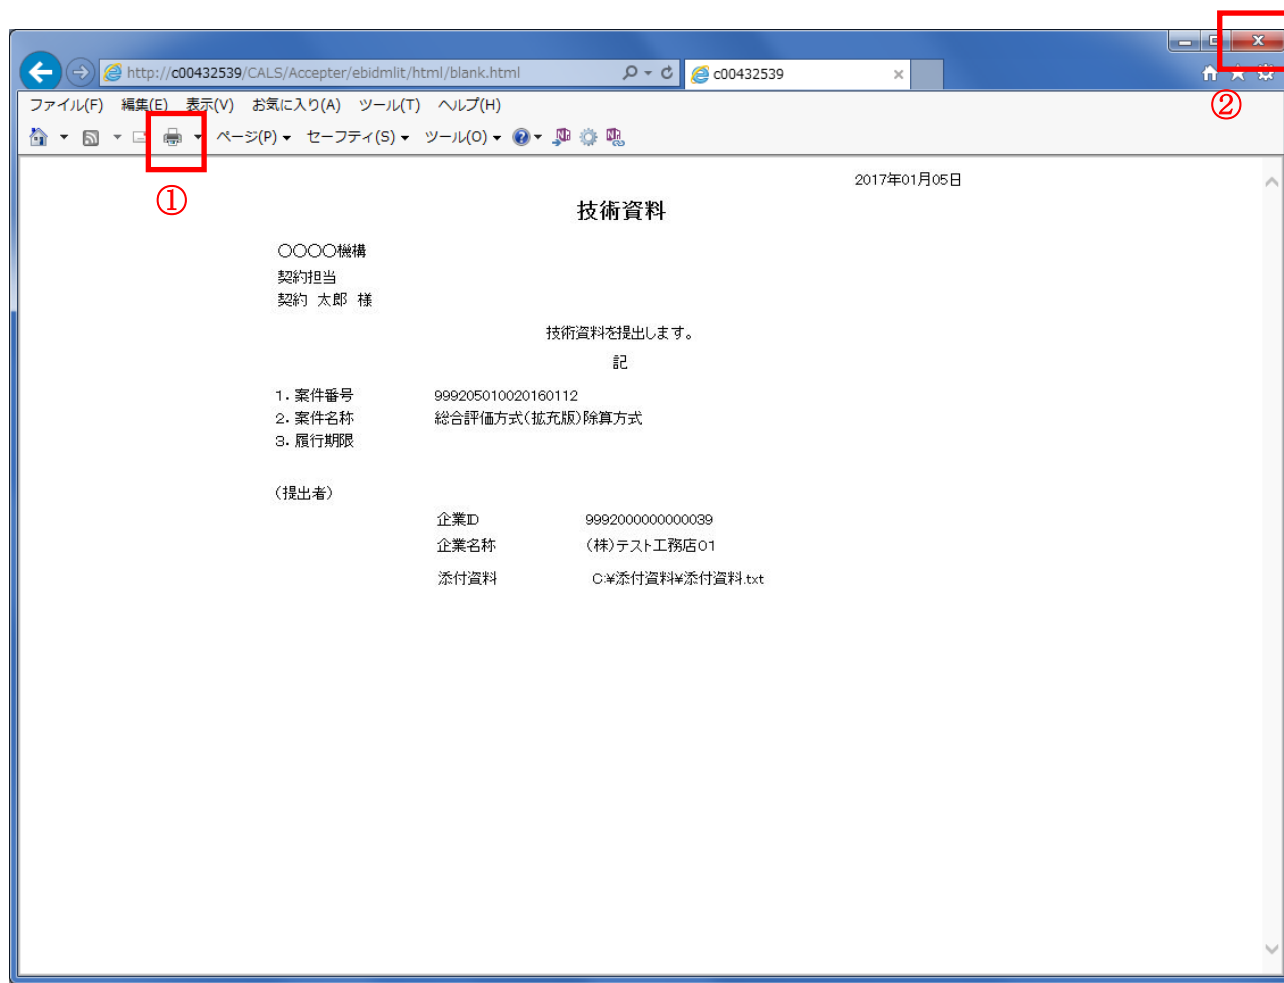 http://c00432539/CALS/Accepter/ebidmlit/html/blank.html
c00432539
ファイル(F) 編集(E) 表示(V) お気に入り(A) ツール(T) ヘルプ(H)
②
ページ(P) セーフティ(S) ツール(O)
①
2017年01月05日
技術資料
〇〇〇〇機構
契約担当
契約 太郎 様
技術資料を提出します。
記
1. 案件番号 999205010020160112
2. 案件名称 総合評価方式(拡充版)除算方式
3. 履行期限
(提出者)
企業ID 9992000000000039
企業名称 (株)テスト工務店01
添付資料 C:¥添付資料¥添付資料.txt